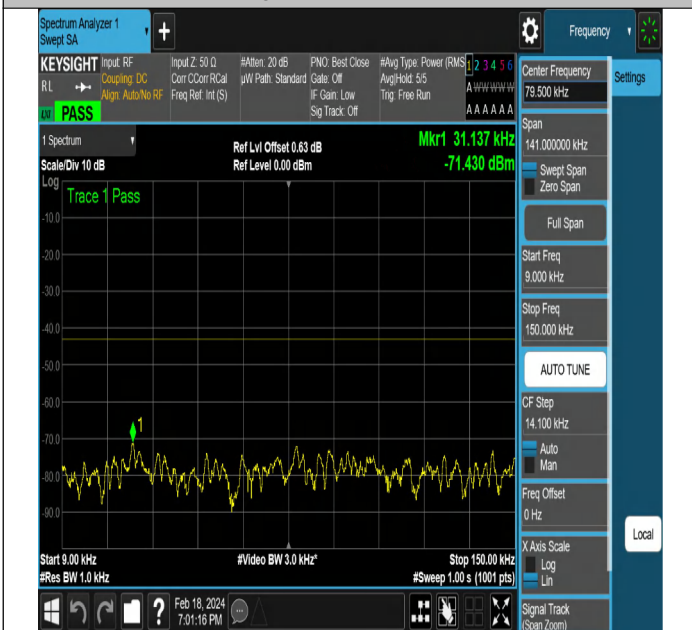 Spectrum Analyzer 1
Swept SA
+
Frequency
KEYSIGHT
Input: RF
Coupling: DC
Align: Auto/No RF
R L
LXI
PASS
Input Z: 50 Ω
Corr CCorr RCal
Freq Ref: Int (S)
#Atten: 20 dB
µW Path: Standard
PNO: Best Close
Gate: Off
IF Gain: Low
Sig Track: Off
#Avg Type: Power (RMS
Avg|Hold: 5/5
Trig: Free Run
1 2 3 4 5 6
A W W W W W
A A A A A A
1 Spectrum
Scale/Div 10 dB
Ref Lvl Offset 0.63 dB
Ref Level 0.00 dBm
Mkr1 31.137 kHz
-71.430 dBm
Log
Trace 1 Pass
-10.0
-20.0
-30.0
-40.0
-50.0
-60.0
-70.0
-80.0
-90.0
1
Start 9.00 kHz
#Res BW 1.0 kHz
#Video BW 3.0 kHz*
Stop 150.00 kHz
#Sweep 1.00 s (1001 pts)
?
Feb 18, 2024
7:01:16 PM
Center Frequency
79.500 kHz
Settings
Span
141.000000 kHz
Swept Span
Zero Span
Full Span
Start Freq
9.000 kHz
Stop Freq
150.000 kHz
AUTO TUNE
CF Step
14.100 kHz
Auto
Man
Freq Offset
0 Hz
Local
X Axis Scale
Log
Lin
Signal Track
(Span Zoom)